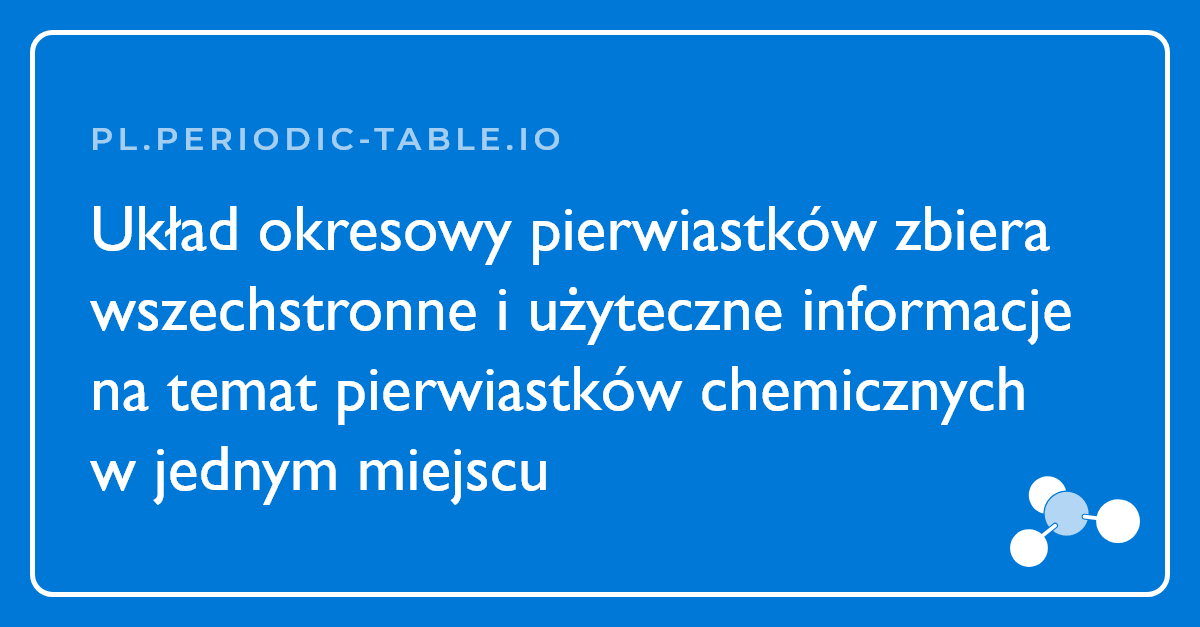 PL.PERIODIC-TABLE.IO
Układ okresowy pierwiastków zbiera
wszechstronne i użyteczne informacje
na temat pierwiastków chemicznych
w jednym miejscu